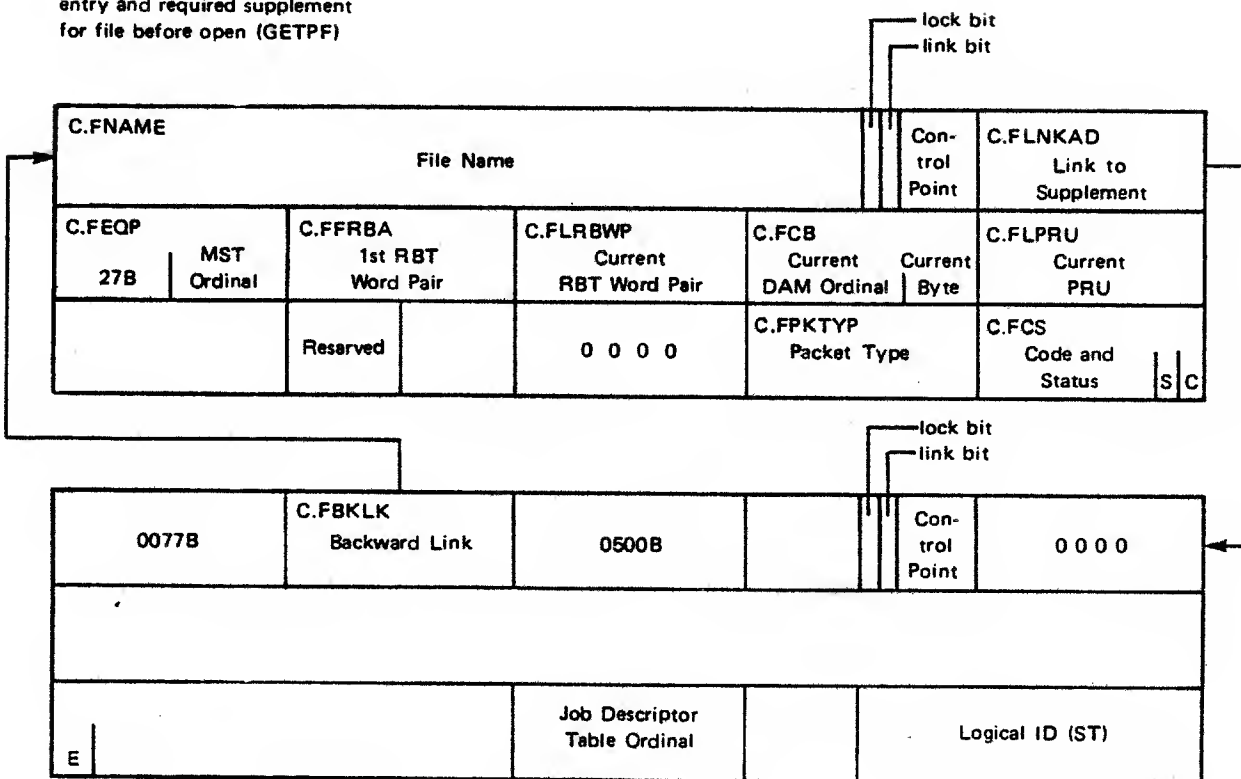 entry and required supplement
for file before open (GETPF)
lock bit
link bit
C.FNAME
File Name
Con-
trol
Point
C.FLNKAD
Link to
Supplement
C.FEQP
27B
MST
Ordinal
C.FFRBA
1st RBT
Word Pair
C.FLRBWP
Current
RBT Word Pair
C.FCB
Current
DAM Ordinal
Current
Byte
C.FLPRU
Current
PRU
Resarved
0 0 0 0
C.FPKTYP
Packet Type
C.FCS
Code and
Status
S C
lock bit
link bit
0077B
C.FBKLK
Backward Link
0500B
Con-
trol
Point
0 0 0 0
E
Job Descriptor
Table Ordinal
Logical ID (ST)